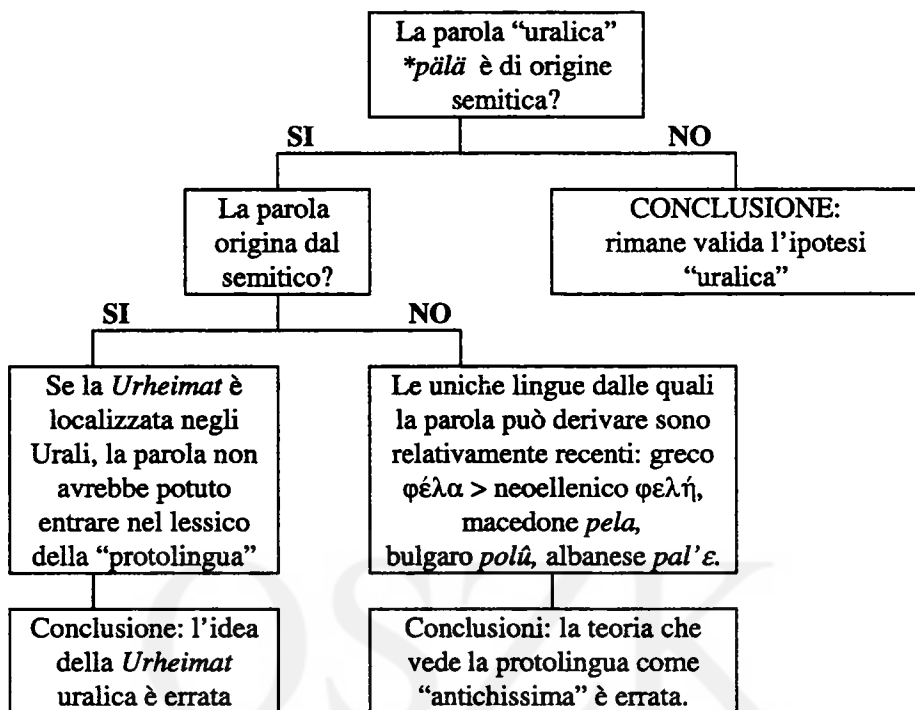 La parola “uralica”
*pälä è di origine
semitica?
SI
NO
La parola
origina dal
semitico?
CONCLUSIONE:
rimane valida l’ipotesi
“uralica”
SI
NO
Se la Urheimat è
localizzata negli
Urali, la parola non
avrebbe potuto
entrare nel lessico
della “protolingua”
Le uniche lingue dalle quali
la parola può derivare sono
relativamente recenti: greco
φέλα > neoellenico φελή,
macedone pela,
bulgaro polû, albanese pal’ε.
Conclusione: l’idea
della Urheimat
uralica è errata
Conclusioni: la teoria che
vede la protolingua come
“antichissima” è errata.
OSZK